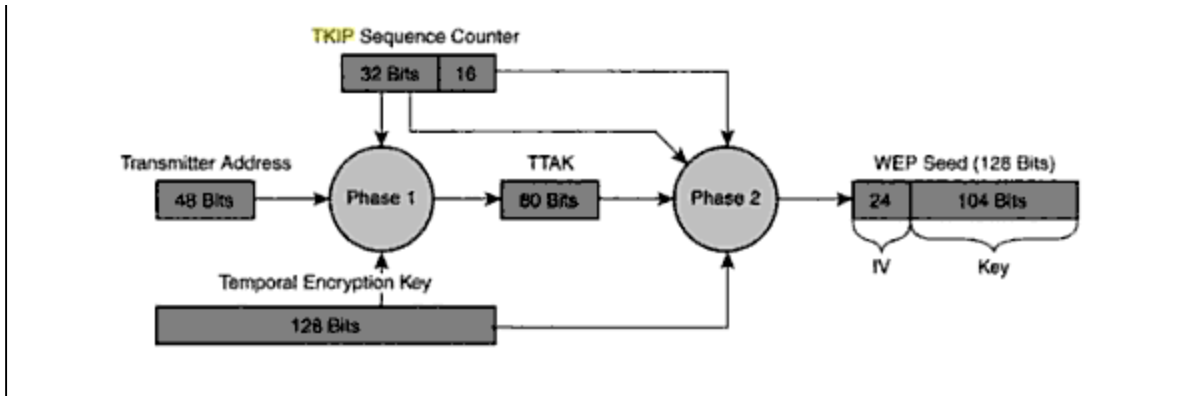 TKIP Sequence Counter
32 Bits 16
Transmitter Address
TTAK
WEP Seed (128 Bits)
48 Bits
Phase 1
80 Bits
Phase 2
24
104 Bits
IV
Key
Temporal Encryption Key
128 Bits